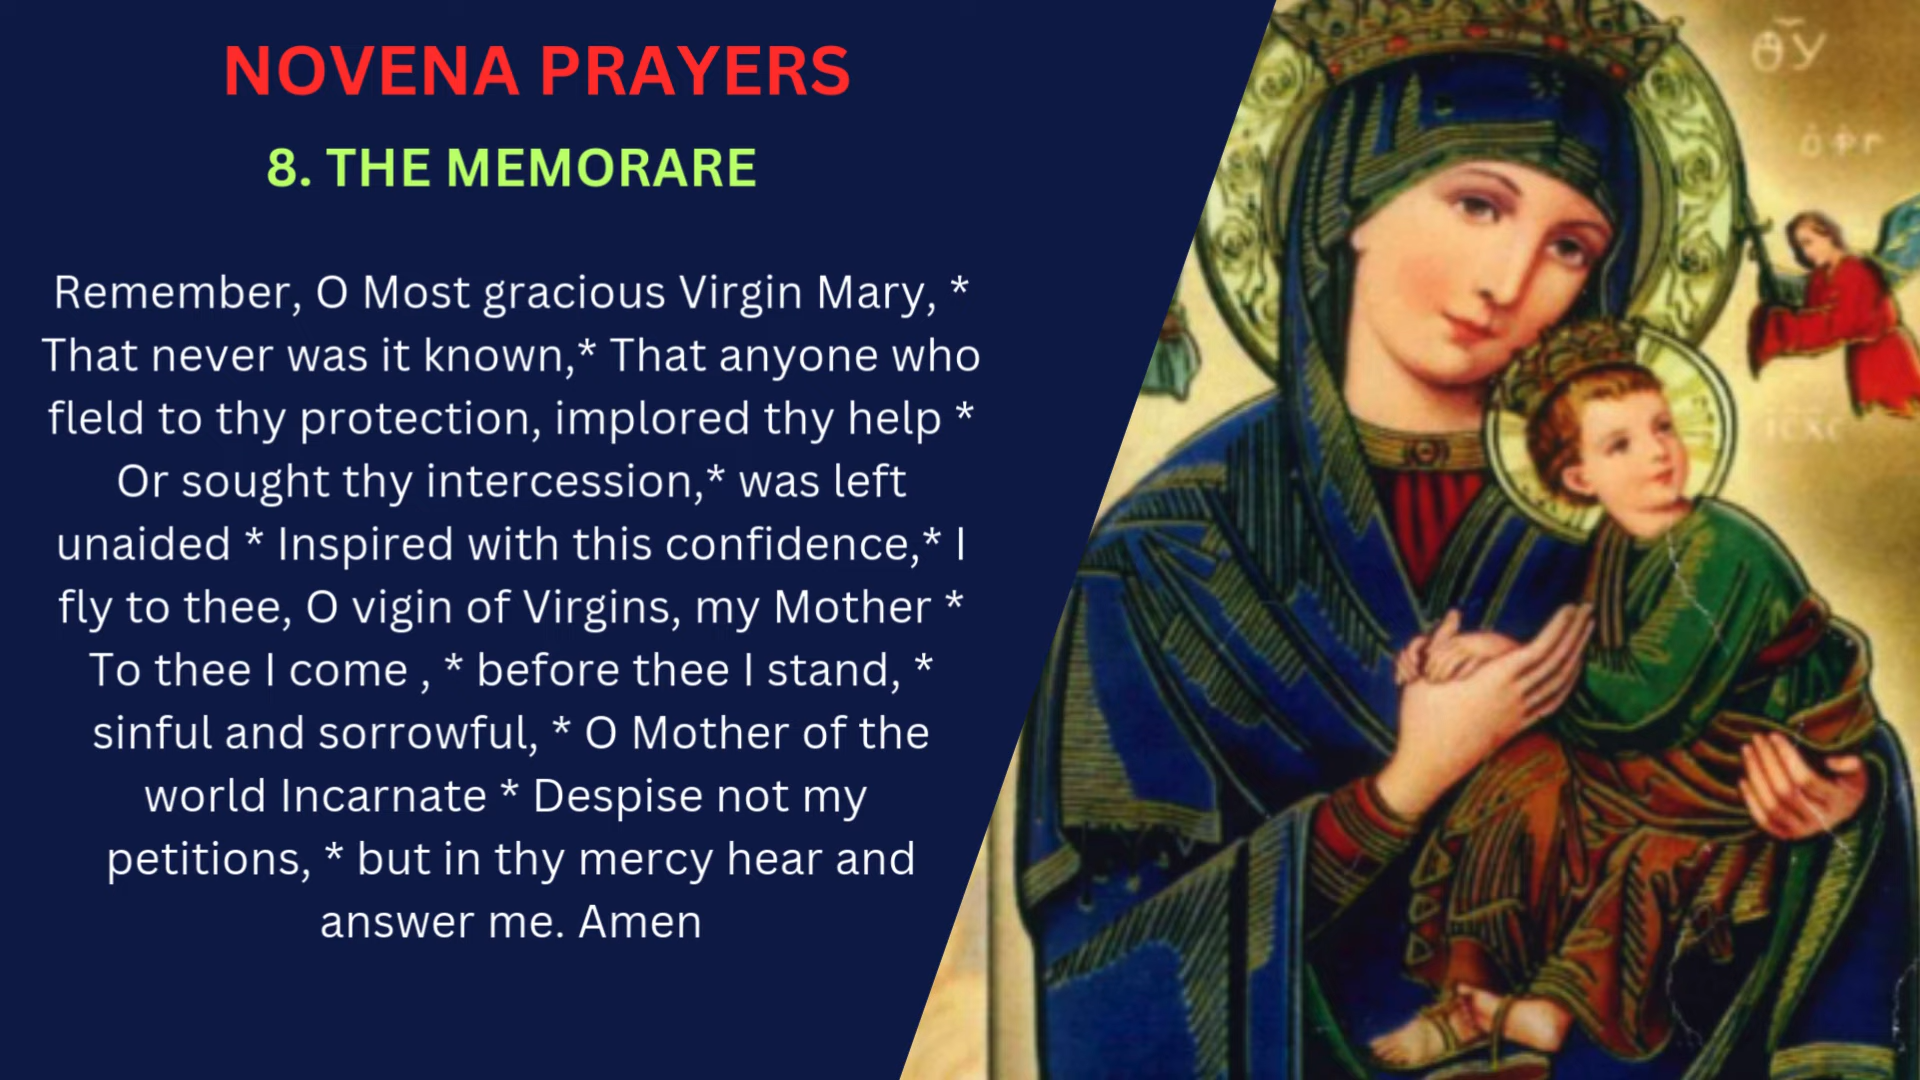 NOVENA PRAYERS
8. THE MEMORARE
Remember, O Most gracious Virgin Mary, *
That never was it known,* That anyone who
fleld to thy protection, implored thy help *
Or sought thy intercession,* was left
unaided * Inspired with this confidence,* I
fly to thee, O vigin of Virgins, my Mother *
To thee I come , * before thee I stand, *
sinful and sorrowful, * O Mother of the
world Incarnate * Despise not my
petitions, * but in thy mercy hear and
answer me. Amen
θΥ